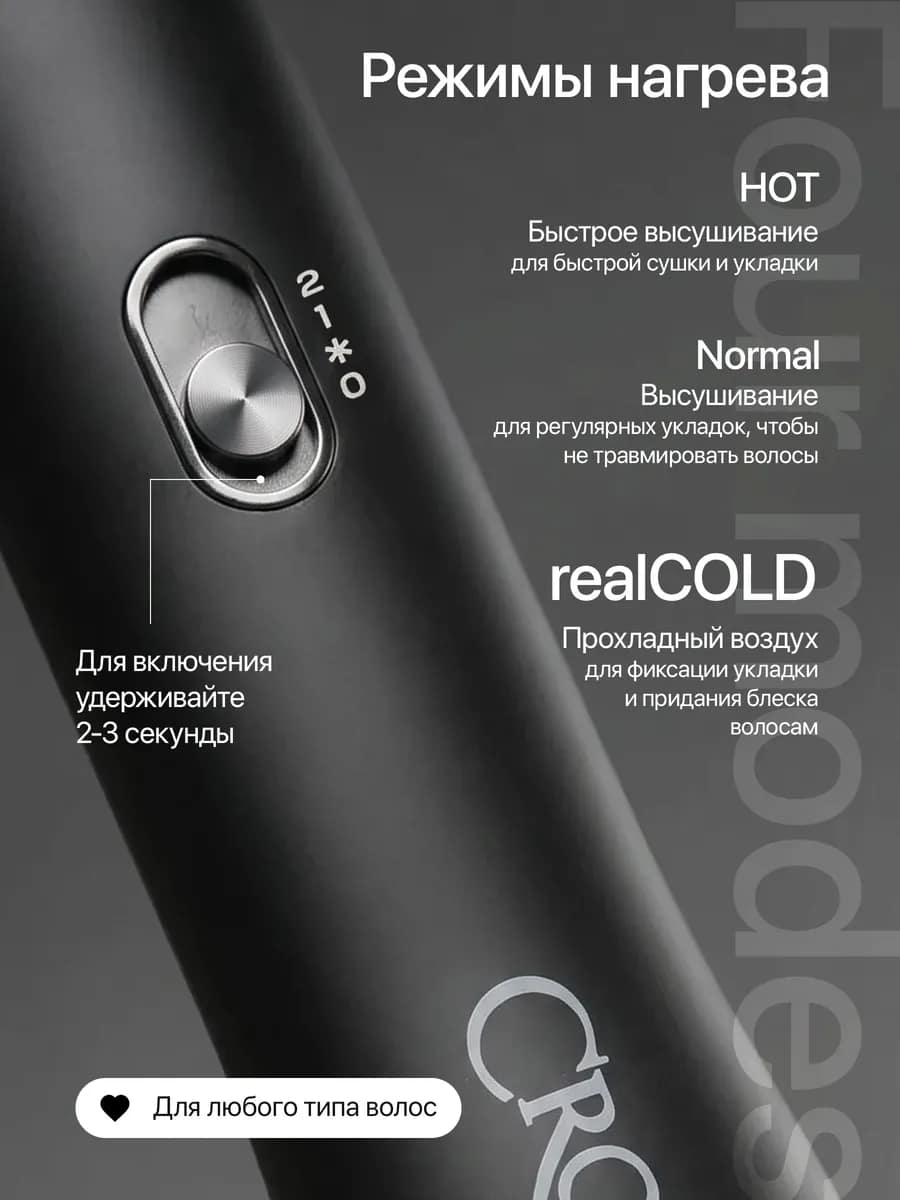 Режимы нагрева
HOT
Быстрое высушивание
для быстрой сушки и укладки
2
1
*
0
Normal
Высушивание
для регулярных укладок, чтобы
не травмировать волосы
realCOLD
Прохладный воздух
для фиксации укладки
и придания блеска
волосам
Для включения
удерживайте
2-3 секунды
Four modes
CRO
Для любого типа волос